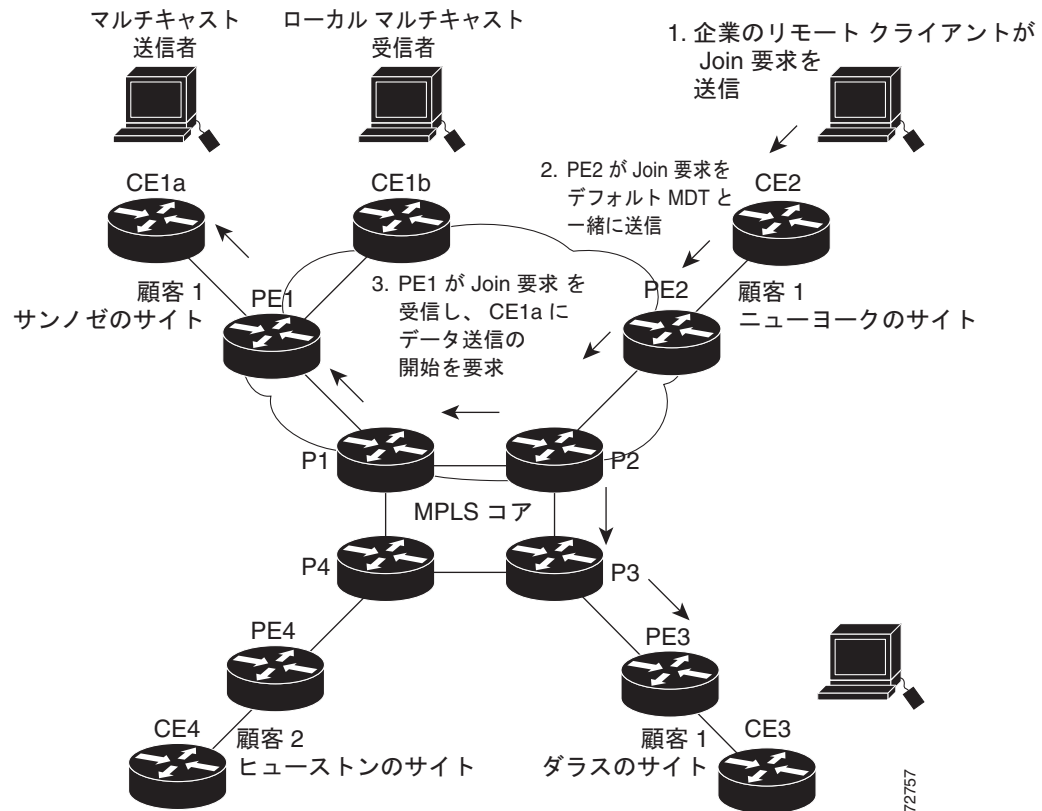 マルチキャスト
送信者
ローカル マルチキャスト
受信者
1. 企業のリモート クライアントが
Join 要求を
送信
CE1a
CE1b
2. PE2 が Join 要求を
デフォルト MDT と
一緒に送信
CE2
顧客 1
サンノゼのサイト
PE1
3. PE1 が Join 要求 を
受信し、 CE1a に
データ送信の
開始を要求
PE2
顧客 1
ニューヨークのサイト
P1
P2
MPLS コア
P4
P3
PE4
PE3
CE4
顧客 2
ヒューストンのサイト
顧客 1
ダラスのサイト
CE3
72757